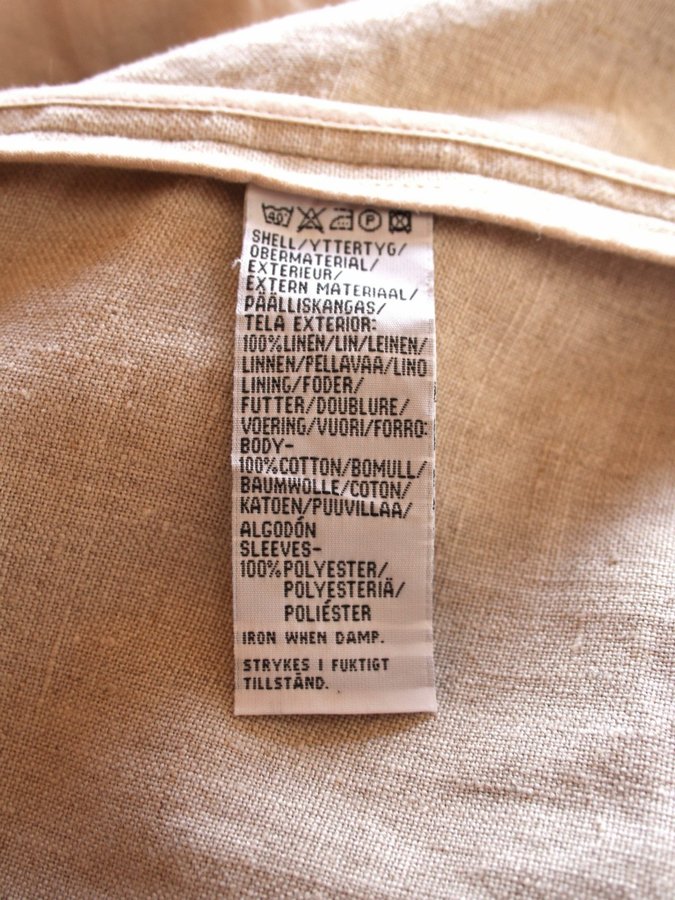 40 P
SHELL/YTTERTYG/
OBERMATERIAL/
EXTERIEUR/
EXTERN MATERIAAL/
PÄÄLLISKANGAS/
TELA EXTERIOR:
100%LINEN/LIN/LEINEN/
LINNEN/PELLAVAA/LINO
LINING/FODER/
FUTTER/DOUBLURE/
VOERING/VUORI/FORRO:
BODY-
100%COTTON/BOMULL/
BAUMWOLLE/COTON/
KATOEN/PUUVILLAA/
ALGODÓN
SLEEVES-
100%POLYESTER/
POLYESTERIÄ/
POLIÉSTER
IRON WHEN DAMP.
STRYKES I FUKTIGT
TILLSTÅND.